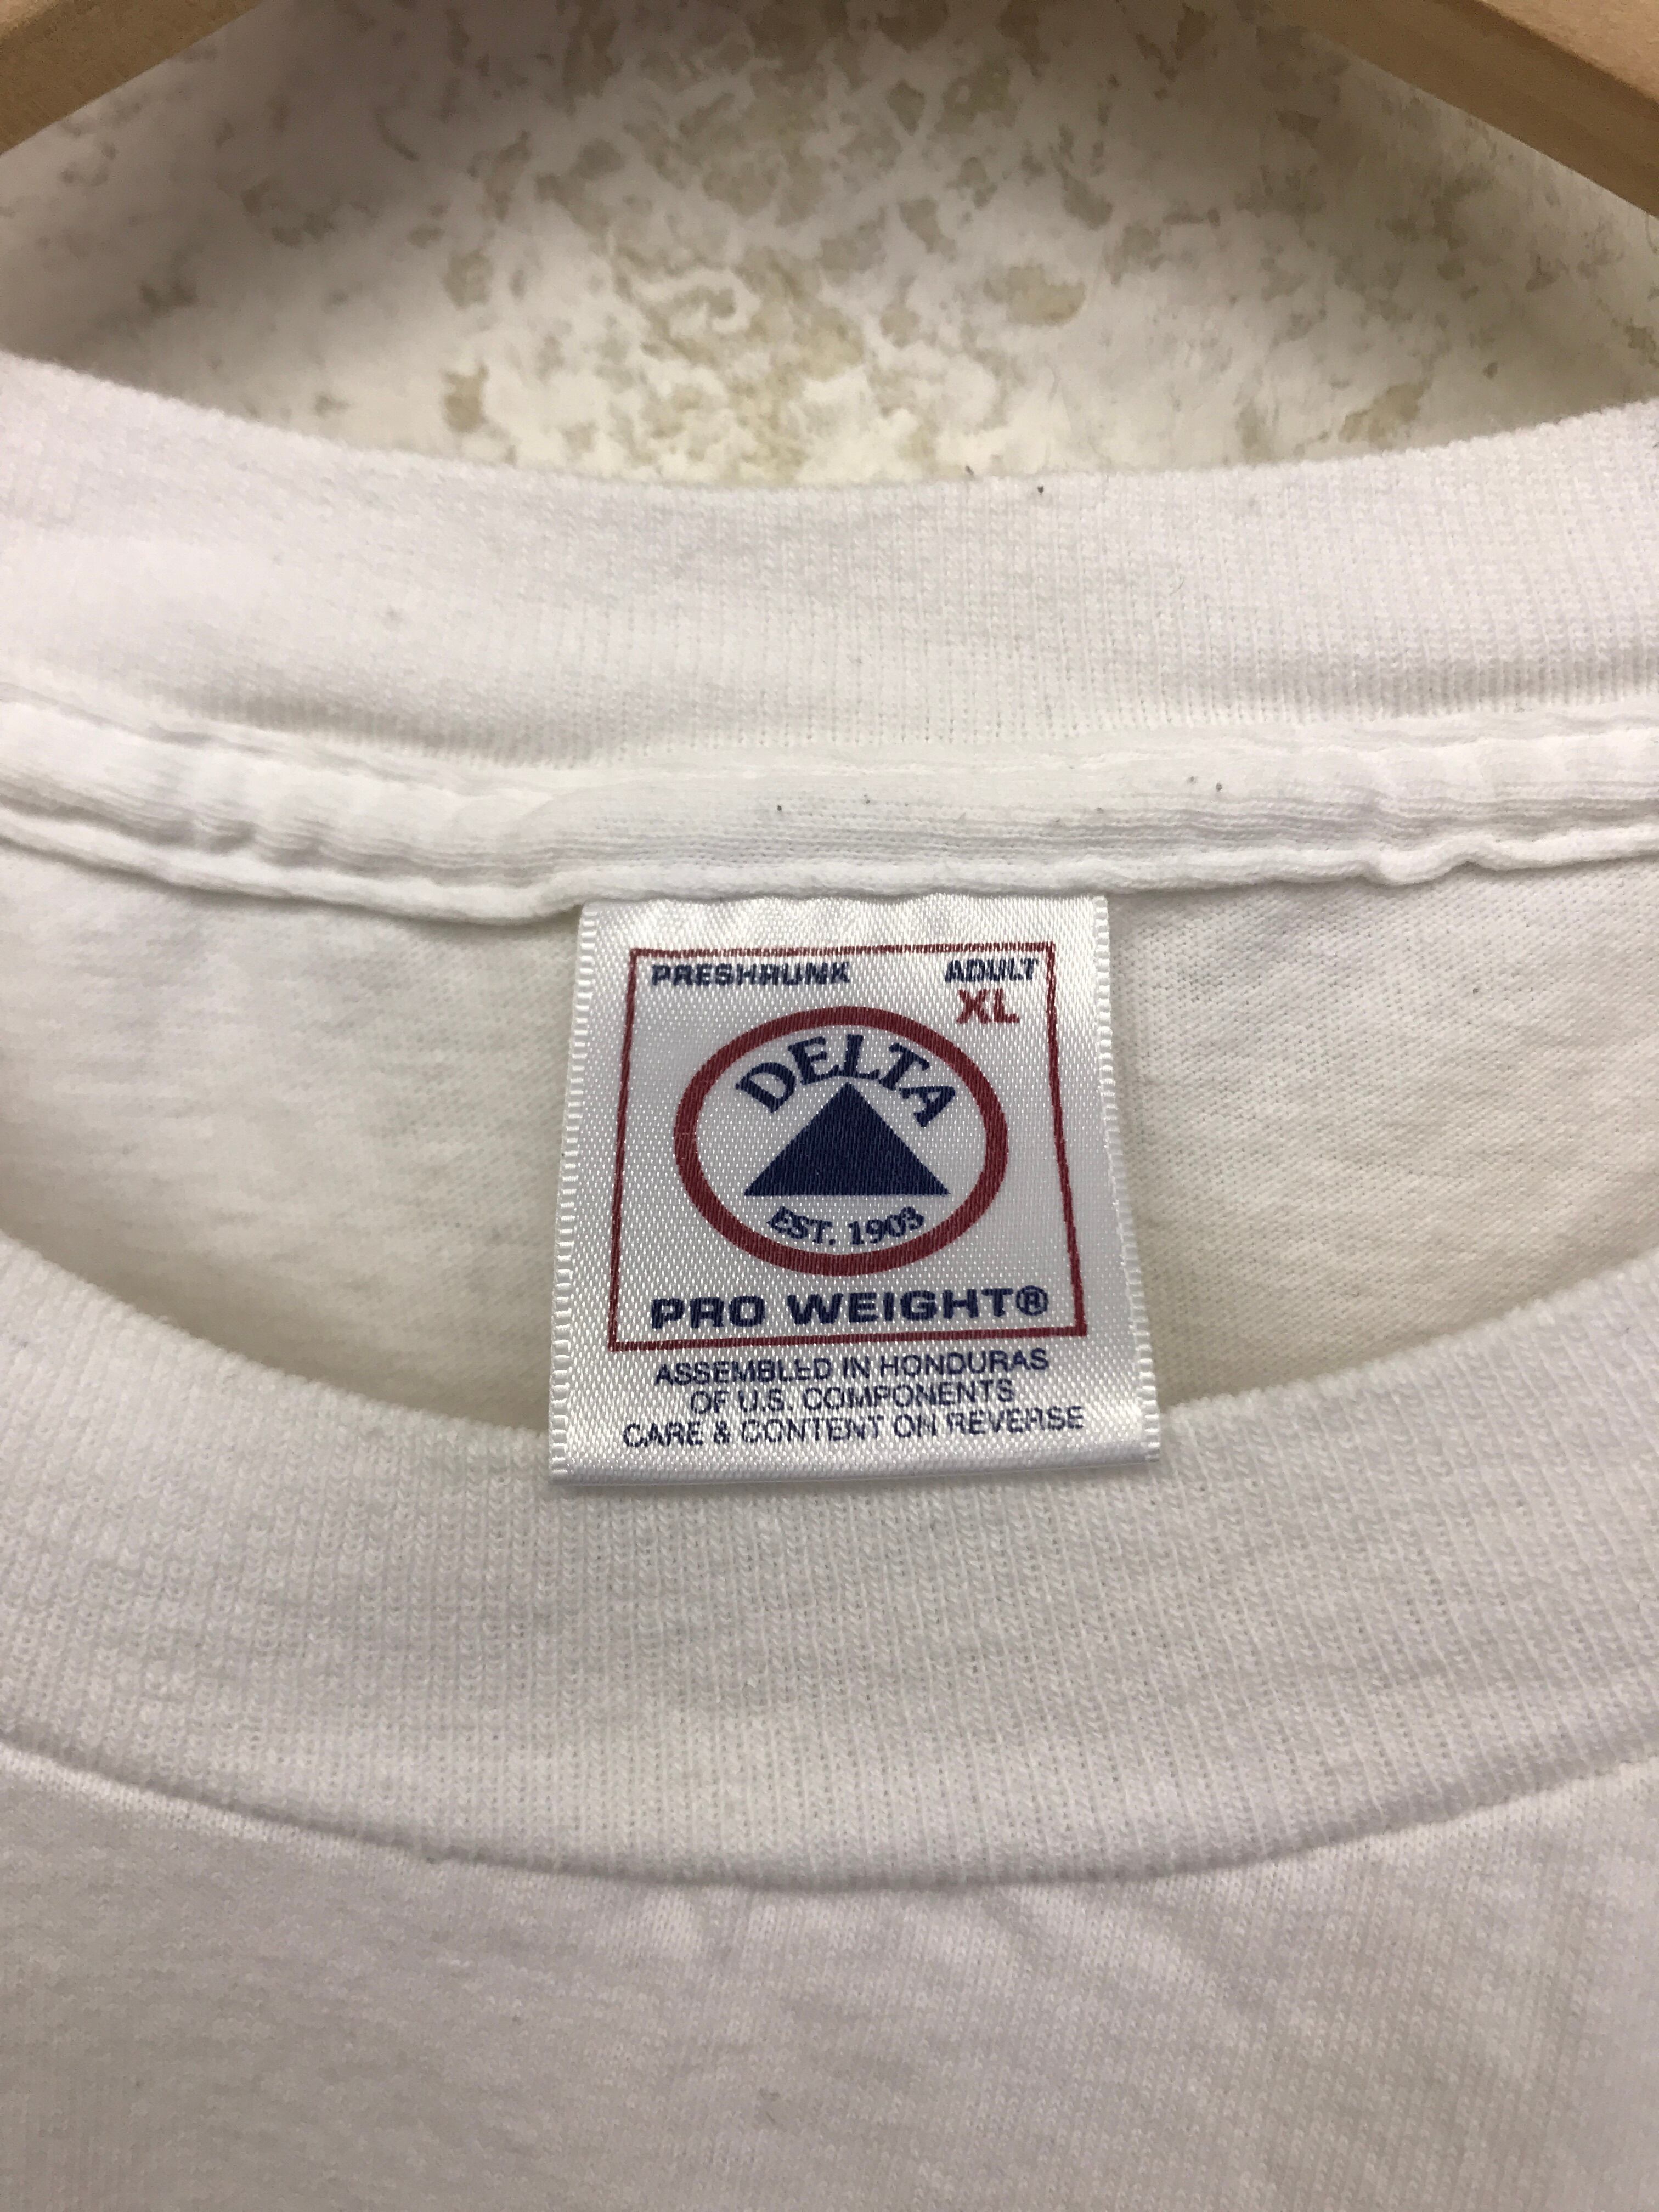 PRESHRUNK ADULT
XL
DELTA
EST. 1903
PRO WEIGHT®
ASSEMBLED IN HONDURAS
OF U.S. COMPONENTS
CARE & CONTENT ON REVERSE